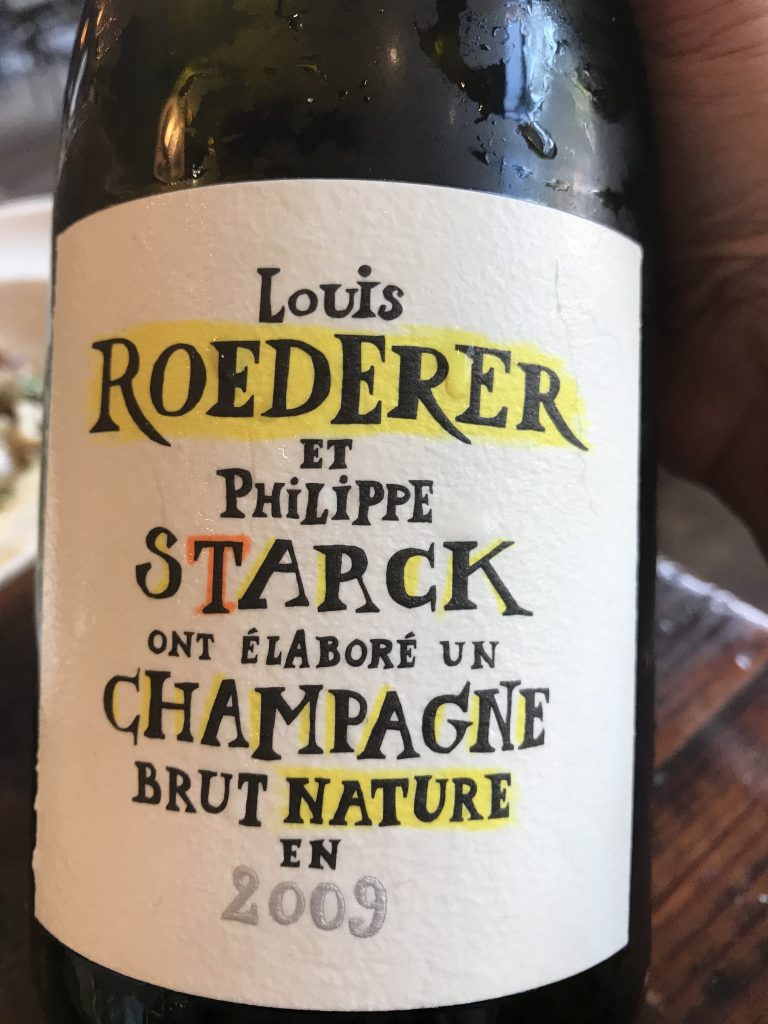 Louis
ROEDERER
ET
PHILIPPE
STARCK
ONT ÉLABORÉ UN
CHAMPAGNE
BRUT NATURE
EN
2009